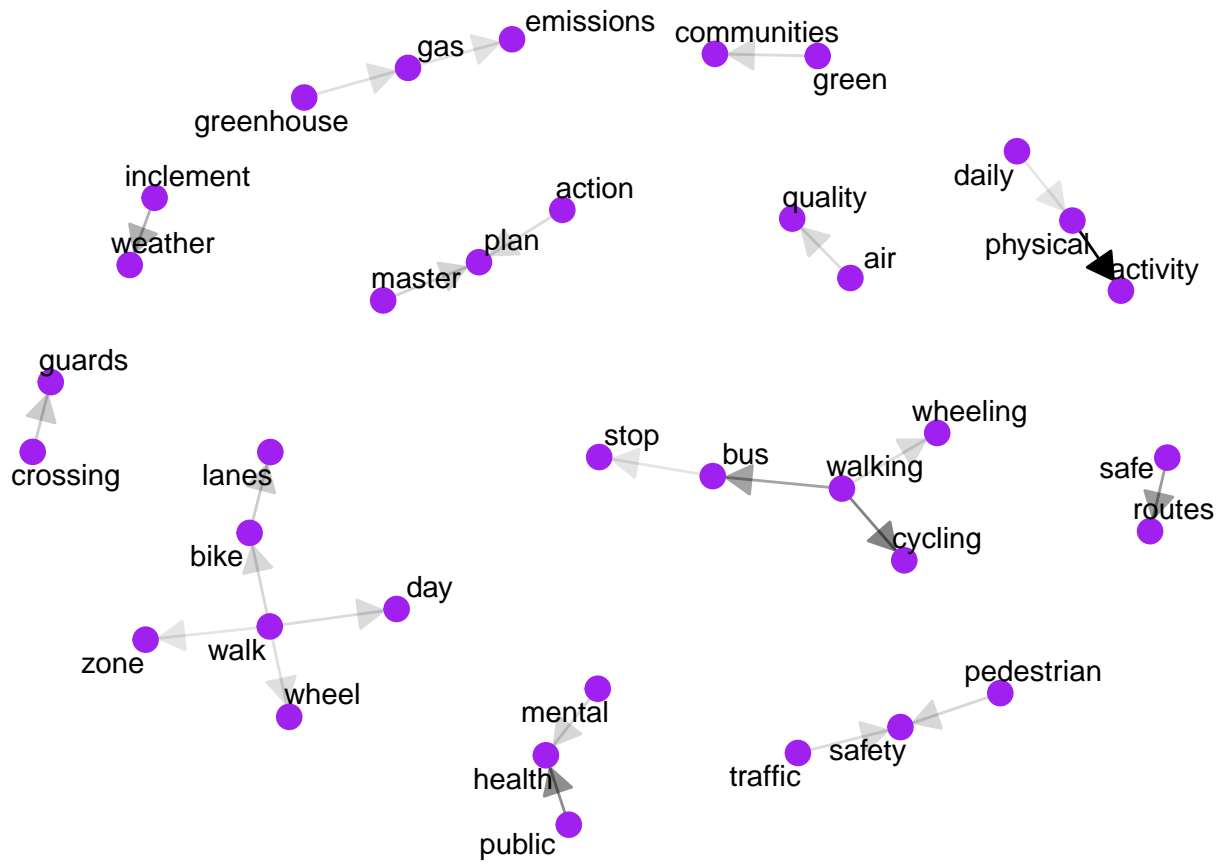 emissions
communities
gas
green
greenhouse
inclement
daily
action
quality
weather
plan
physical
air
activity
master
guards
wheeling
stop
bus
walking
safe
crossing
lanes
routes
cycling
bike
day
walk
zone
pedestrian
wheel
mental
safety
health
traffic
public